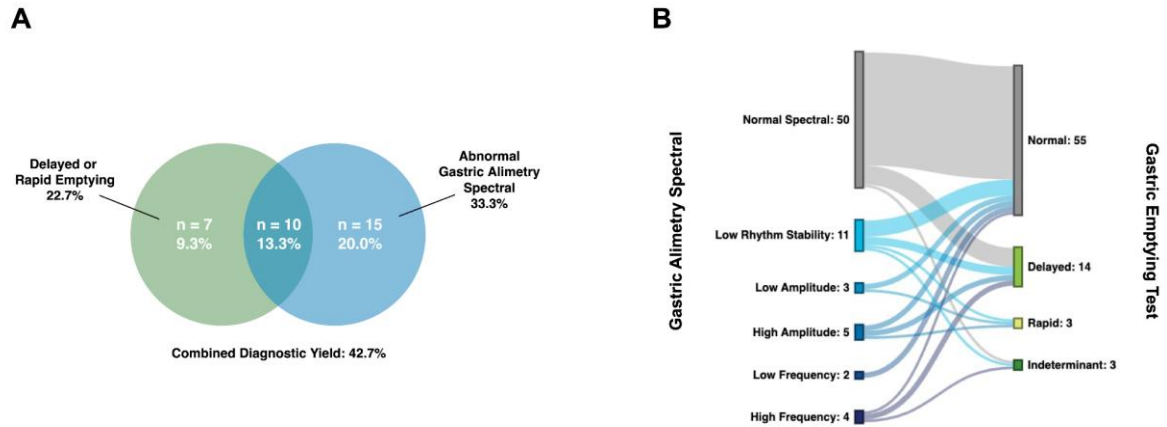 A
Delayed or
Rapid Emptying
22.7%
n = 7
9.3%
n = 10
13.3%
n = 15
20.0%
Abnormal
Gastric Alimetry
Spectral
33.3%
Combined Diagnostic Yield: 42.7%
B
Gastric Alimetry Spectral
Normal Spectral: 50
Low Rhythm Stability: 11
Low Amplitude: 3
High Amplitude: 5
Low Frequency: 2
High Frequency: 4
Normal: 55
Delayed: 14
Rapid: 3
Indeterminant: 3
Gastric Emptying Test